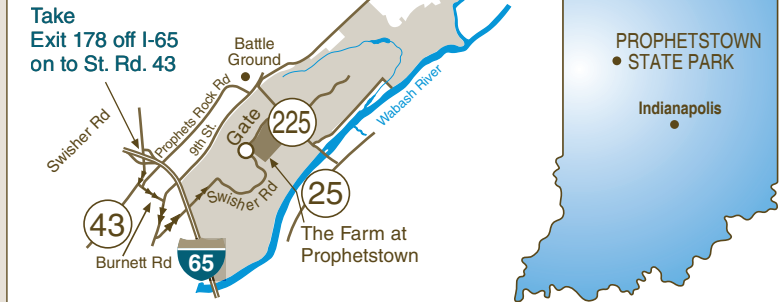 Take
Exit 178 off I-65
on to St. Rd. 43
Battle
Ground
Prophets Rock Rd
9th St.
Gate
225
Wabash River
Swisher Rd
Swisher Rd
25
43
Burnett Rd
65
The Farm at
Prophetstown
PROPHETSTOWN
STATE PARK
Indianapolis